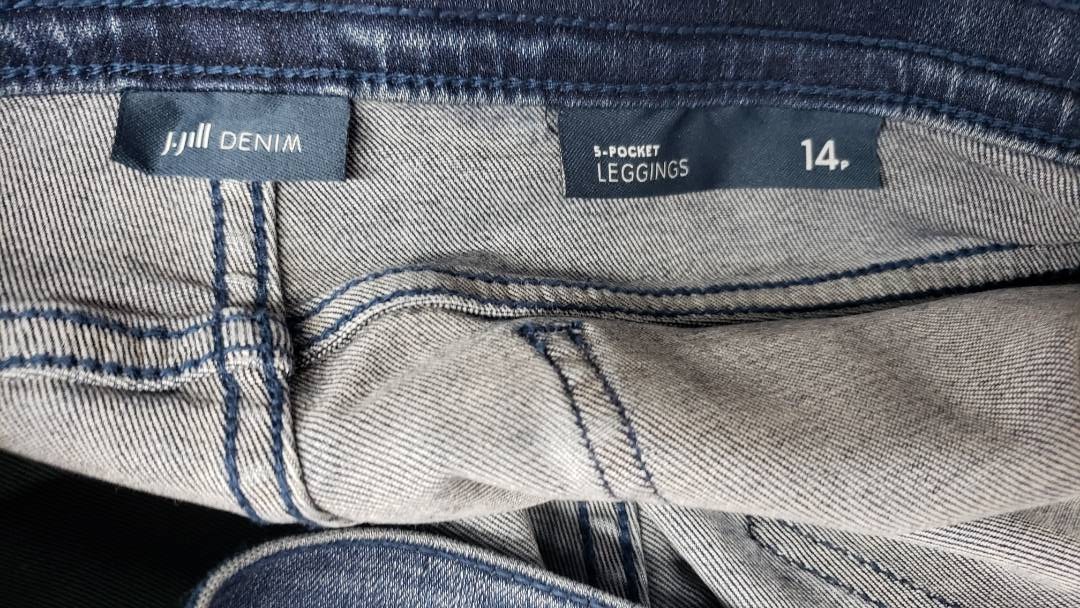 J.Jill DENIM
5-POCKET
LEGGINGS
14P